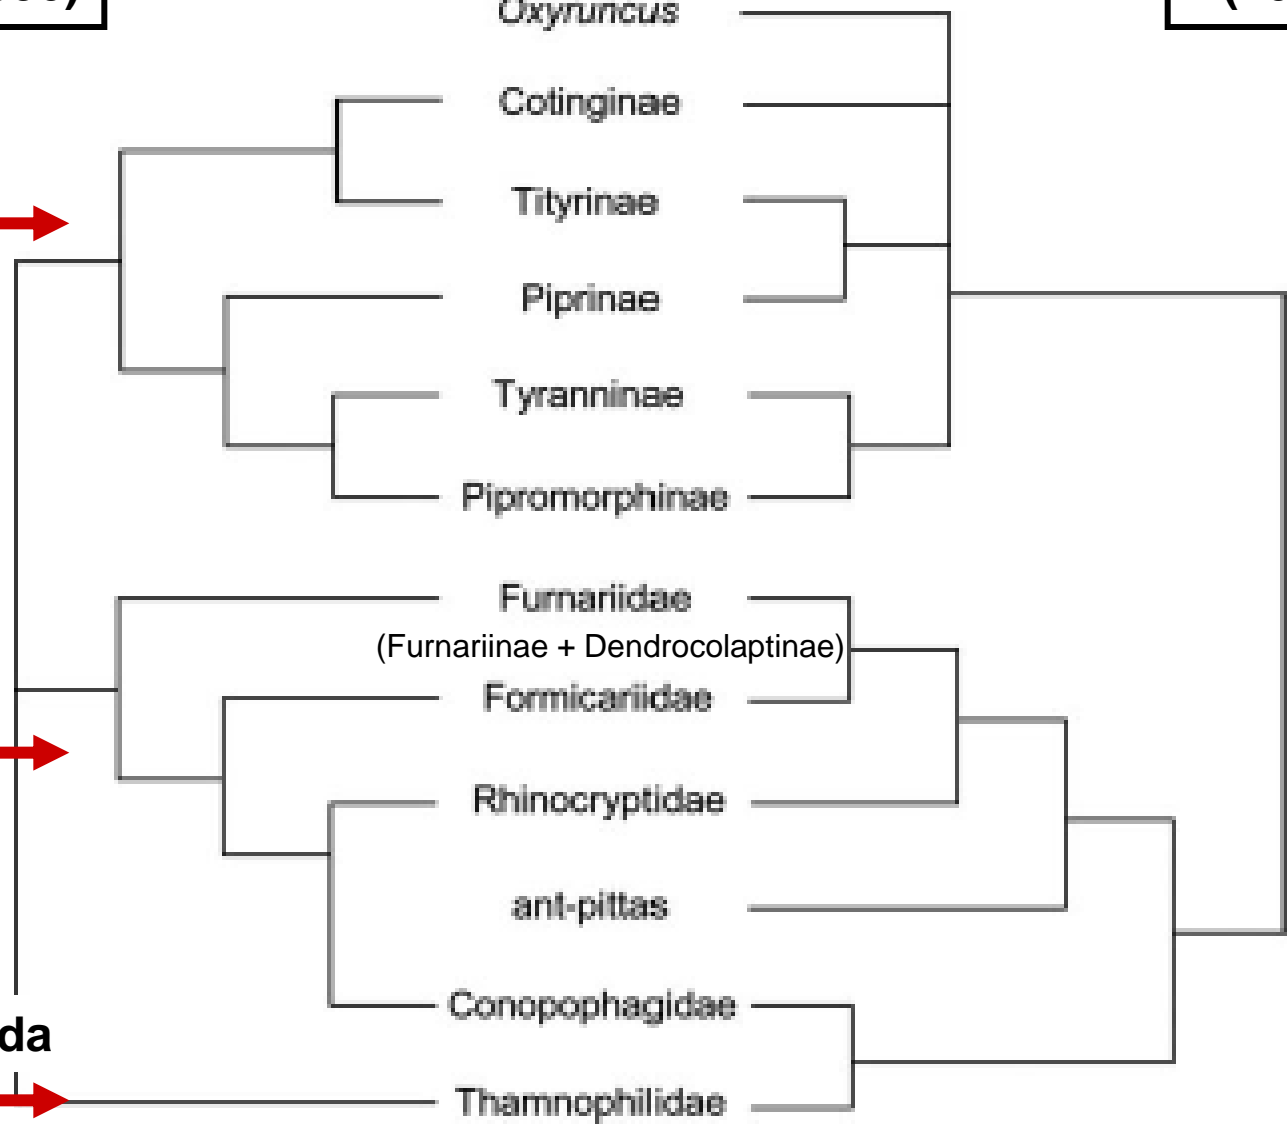 Oxyruncus
Cotinginae
Tityrinae
Piprinae
Tyranninae
Pipromorphinae
Furnariidae
(Furnariinae + Dendrocolaptinae)
Formicariidae
Rhinocryptidae
ant-pittas
Conopophagidae
da
Thamnophilidae